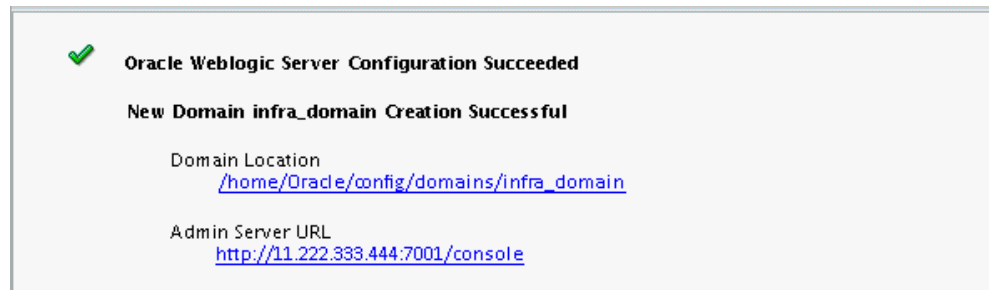 Oracle Weblogic Server Configuration Succeeded
New Domain infra_domain Creation Successful
Domain Location
/home/Oracle/config/domains/infra_domain
Admin Server URL
http://11.222.333.444:7001/console